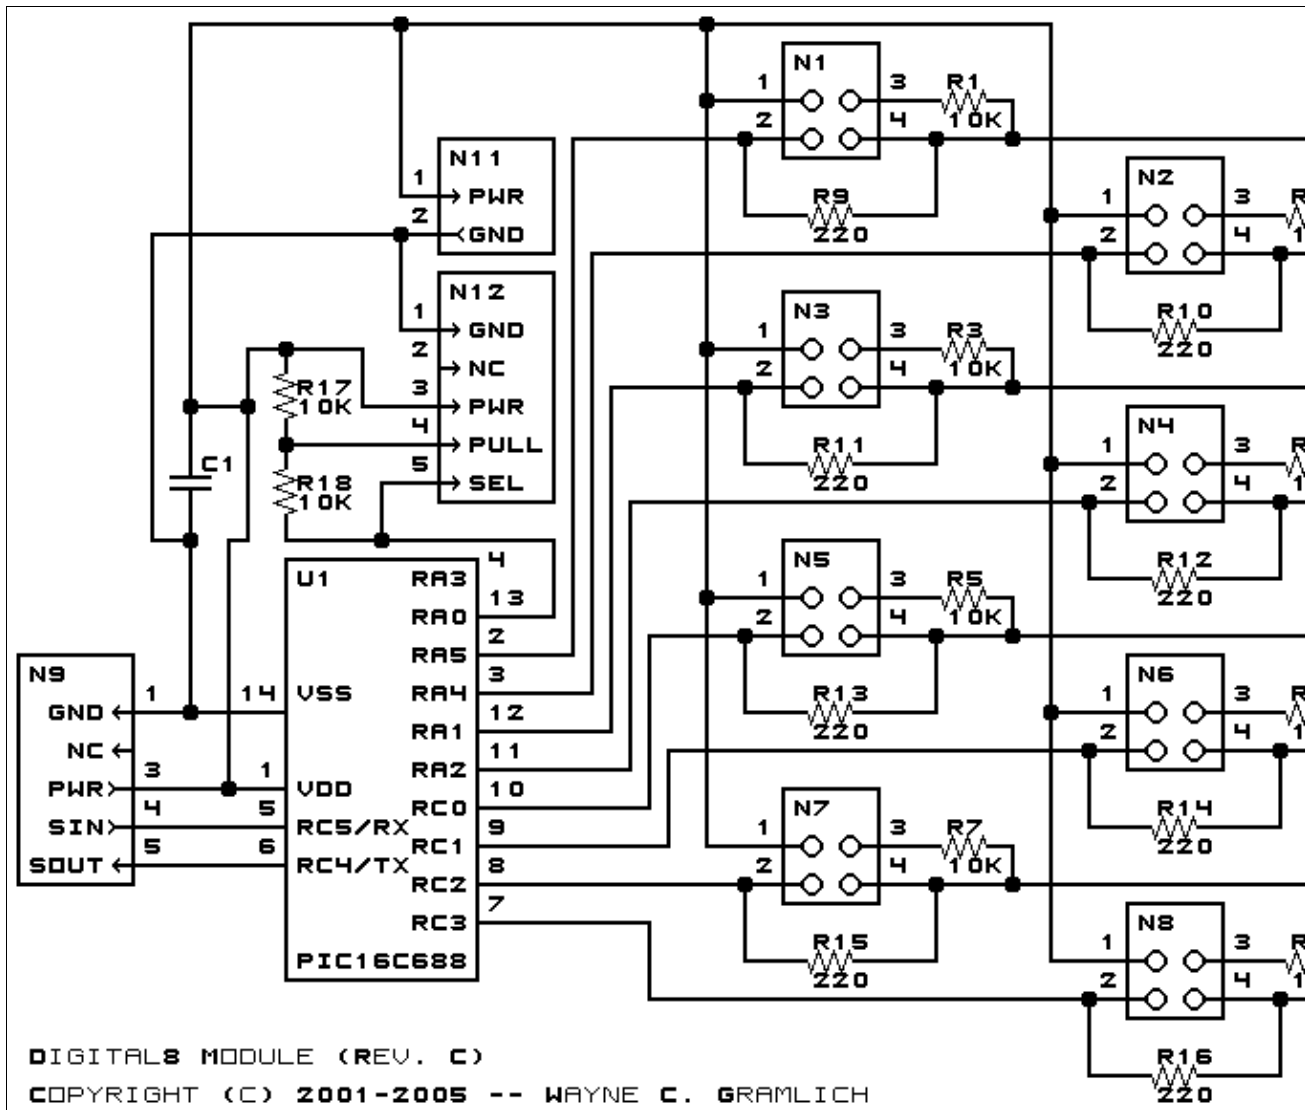 N1
1
3
R1
10K
2
4
R9
220
N11
1
PWR
2
GND
N2
1
3
R
1
2
4
R10
220
N12
1
GND
2
NC
3
PWR
4
PULL
5
SEL
R17
10K
C1
R18
10K
N3
1
3
R3
10K
2
4
R11
220
N4
1
3
R
1
2
4
R12
220
N5
1
3
R5
10K
2
4
R13
220
N6
1
3
R
1
2
4
R14
220
U1
4
RA3
13
RA0
2
RA5
3
RA4
12
RA1
11
RA2
10
RC0
9
RC1
8
RC2
7
RC3
14 VSS
1 VDD
5 RC5/RX
6 RC4/TX
PIC16C688
N9
1
GND
NC
3
PWR
4
SIN
5
SOUT
N7
1
3
R7
10K
2
4
R15
220
N8
1
3
R
1
2
4
R16
220
DIGITAL8 MODULE (REV. C)
COPYRIGHT (C) 2001-2005 -- WAYNE C. GRAMLICH